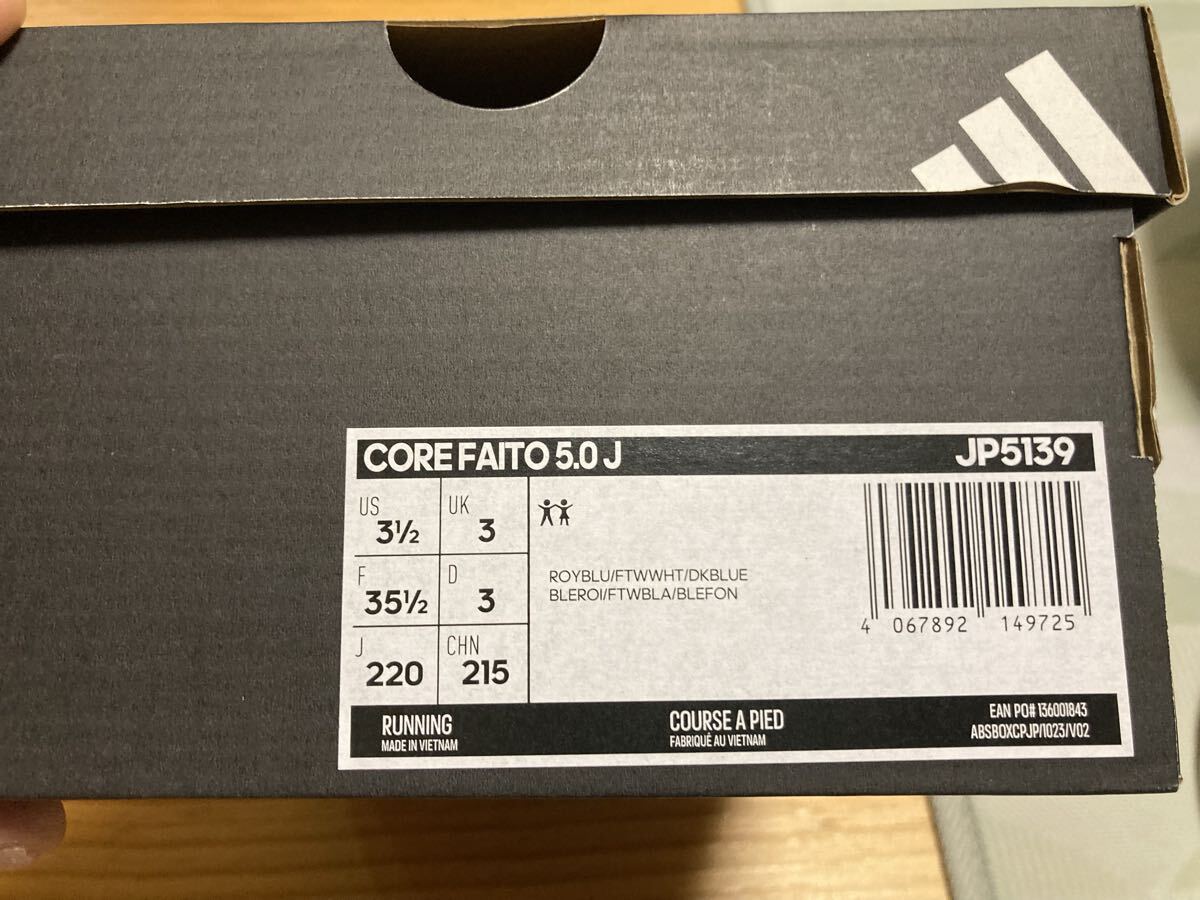 CORE FAITO 5.0 J JP5139
US 3½ UK 3
F 35½ D 3
J 220 CHN 215
ROYBLU/FTWWHT/DKBLUE
BLEROI/FTWBLA/BLEFON
4 067892 149725
RUNNING
MADE IN VIETNAM
COURSE A PIED
FABRIQUÉ AU VIETNAM
EAN PO# 136001843
ABSBOXCPJP/1023/V02